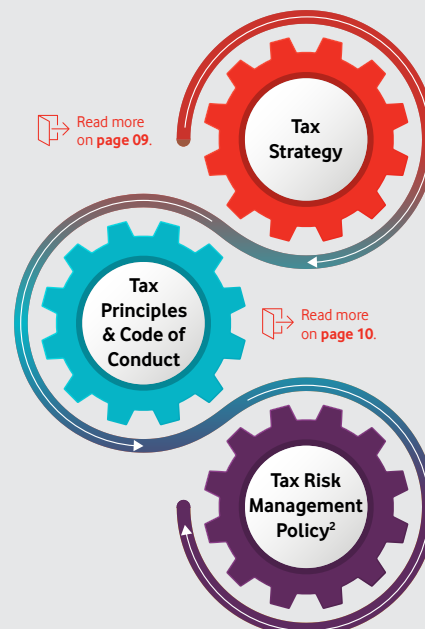 Read more
on page 09.
Tax
Strategy
Tax
Principles
& Code of
Conduct
Read more
on page 10.
Tax Risk
Management
Policy²